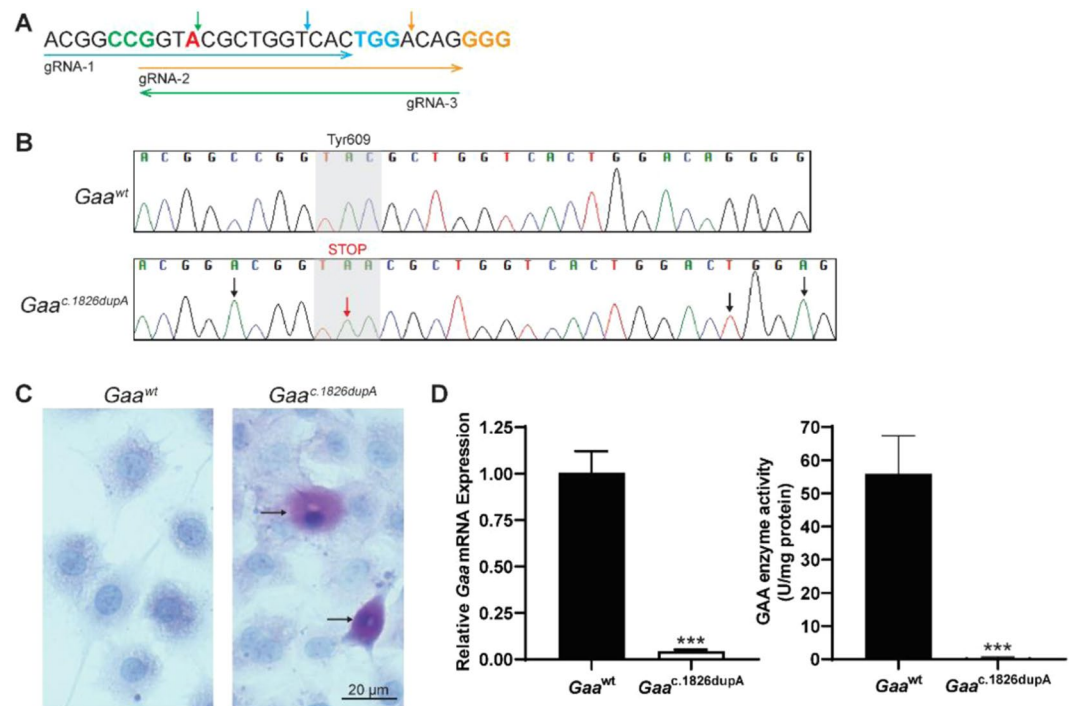 A
ACGGCCGGTACGCTGGTCACTGGACAGGGG
gRNA-1
gRNA-2
gRNA-3
B
Tyr609
A C G G C C G G T A C G C T G G T C A C T G G A C A G G G G
Gaawt
STOP
A C G G A C G G T A A C G C T G G T C A C T G G A C T G G A G
Gaac.1826dupA
C
Gaawt
Gaac.1826dupA
20 µm
D
Relative Gaa mRNA Expression
1.25
1.00
0.75
0.50
0.25
0.00
***
Gaawt
Gaac.1826dupA
GAA enzyme activity
(U/mg protein)
70
60
50
40
30
20
10
0
***
Gaawt
Gaac.1826dupA